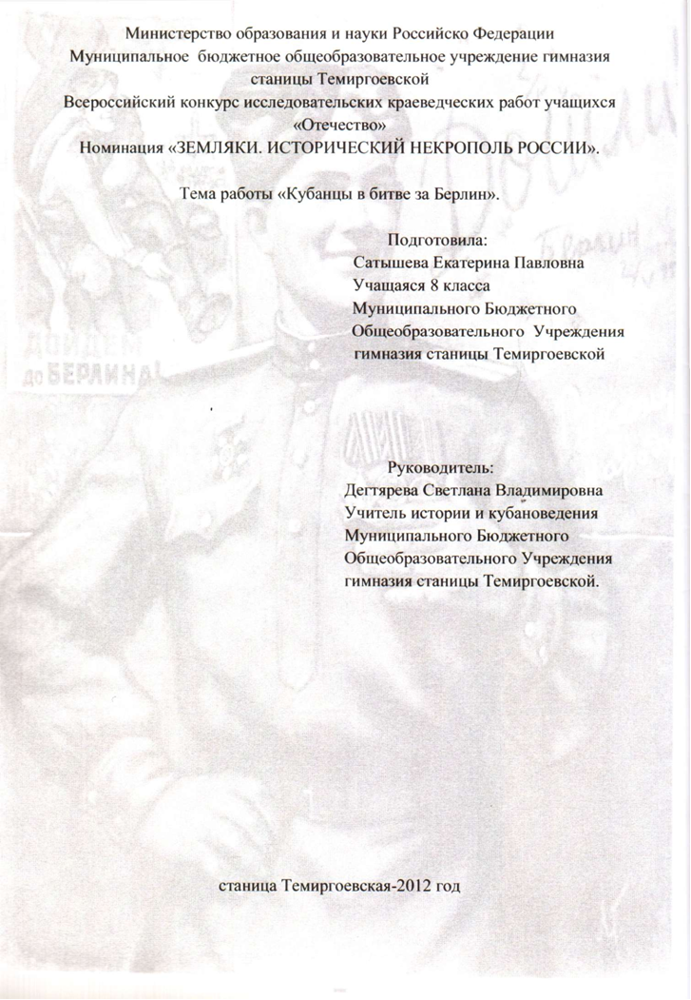 Министерство образования и науки Российско Федерации
Муниципальное бюджетное общеобразовательное учреждение гимназия
станицы Темиргоевской
Всероссийский конкурс исследовательских краеведческих работ учащихся
«Отечество»
Номинация «ЗЕМЛЯКИ. ИСТОРИЧЕСКИЙ НЕКРОПОЛЬ РОССИИ».
Тема работы «Кубанцы в битве за Берлин».
Подготовила:
Сатышева Екатерина Павловна
Учащаяся 8 класса
Муниципального Бюджетного
Общеобразовательного Учреждения
гимназия станицы Темиргоевской
ДОЙДЕМ
до БЕРЛИНА!
Руководитель:
Дегтярева Светлана Владимировна
Учитель истории и кубановедения
Муниципального Бюджетного
Общеобразовательного Учреждения
гимназия станицы Темиргоевской.
станица Темиргоевская-2012 год